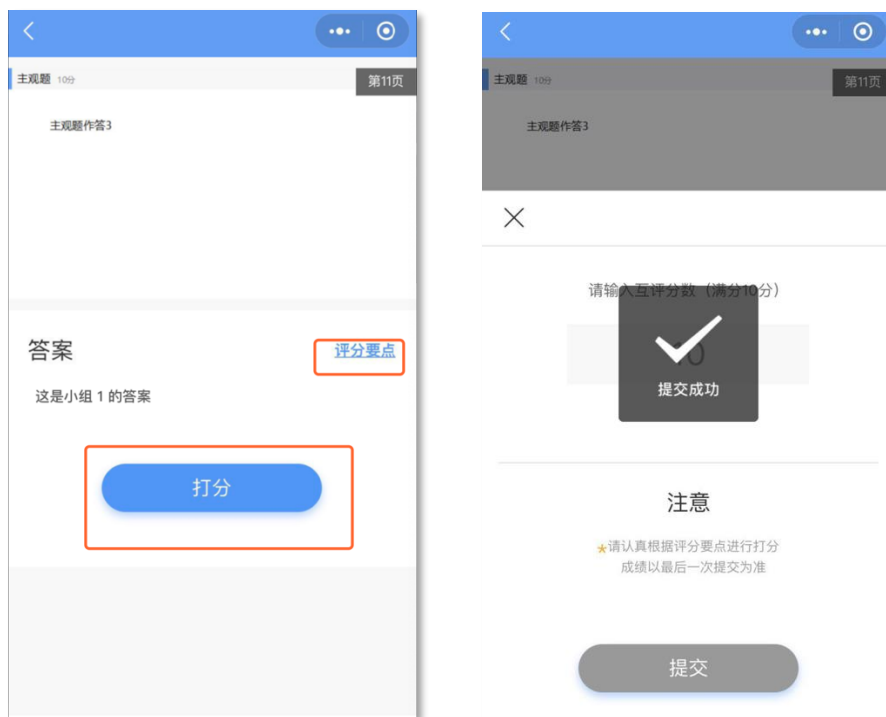 主观题 10分
第11页
主观题作答3
答案
评分要点
这是小组 1 的答案
打分
主观题 10分
第11页
主观题作答3
请输入互评分数（满分10分）
10
提交成功
注意
*请认真根据评分要点进行打分
成绩以最后一次提交为准
提交